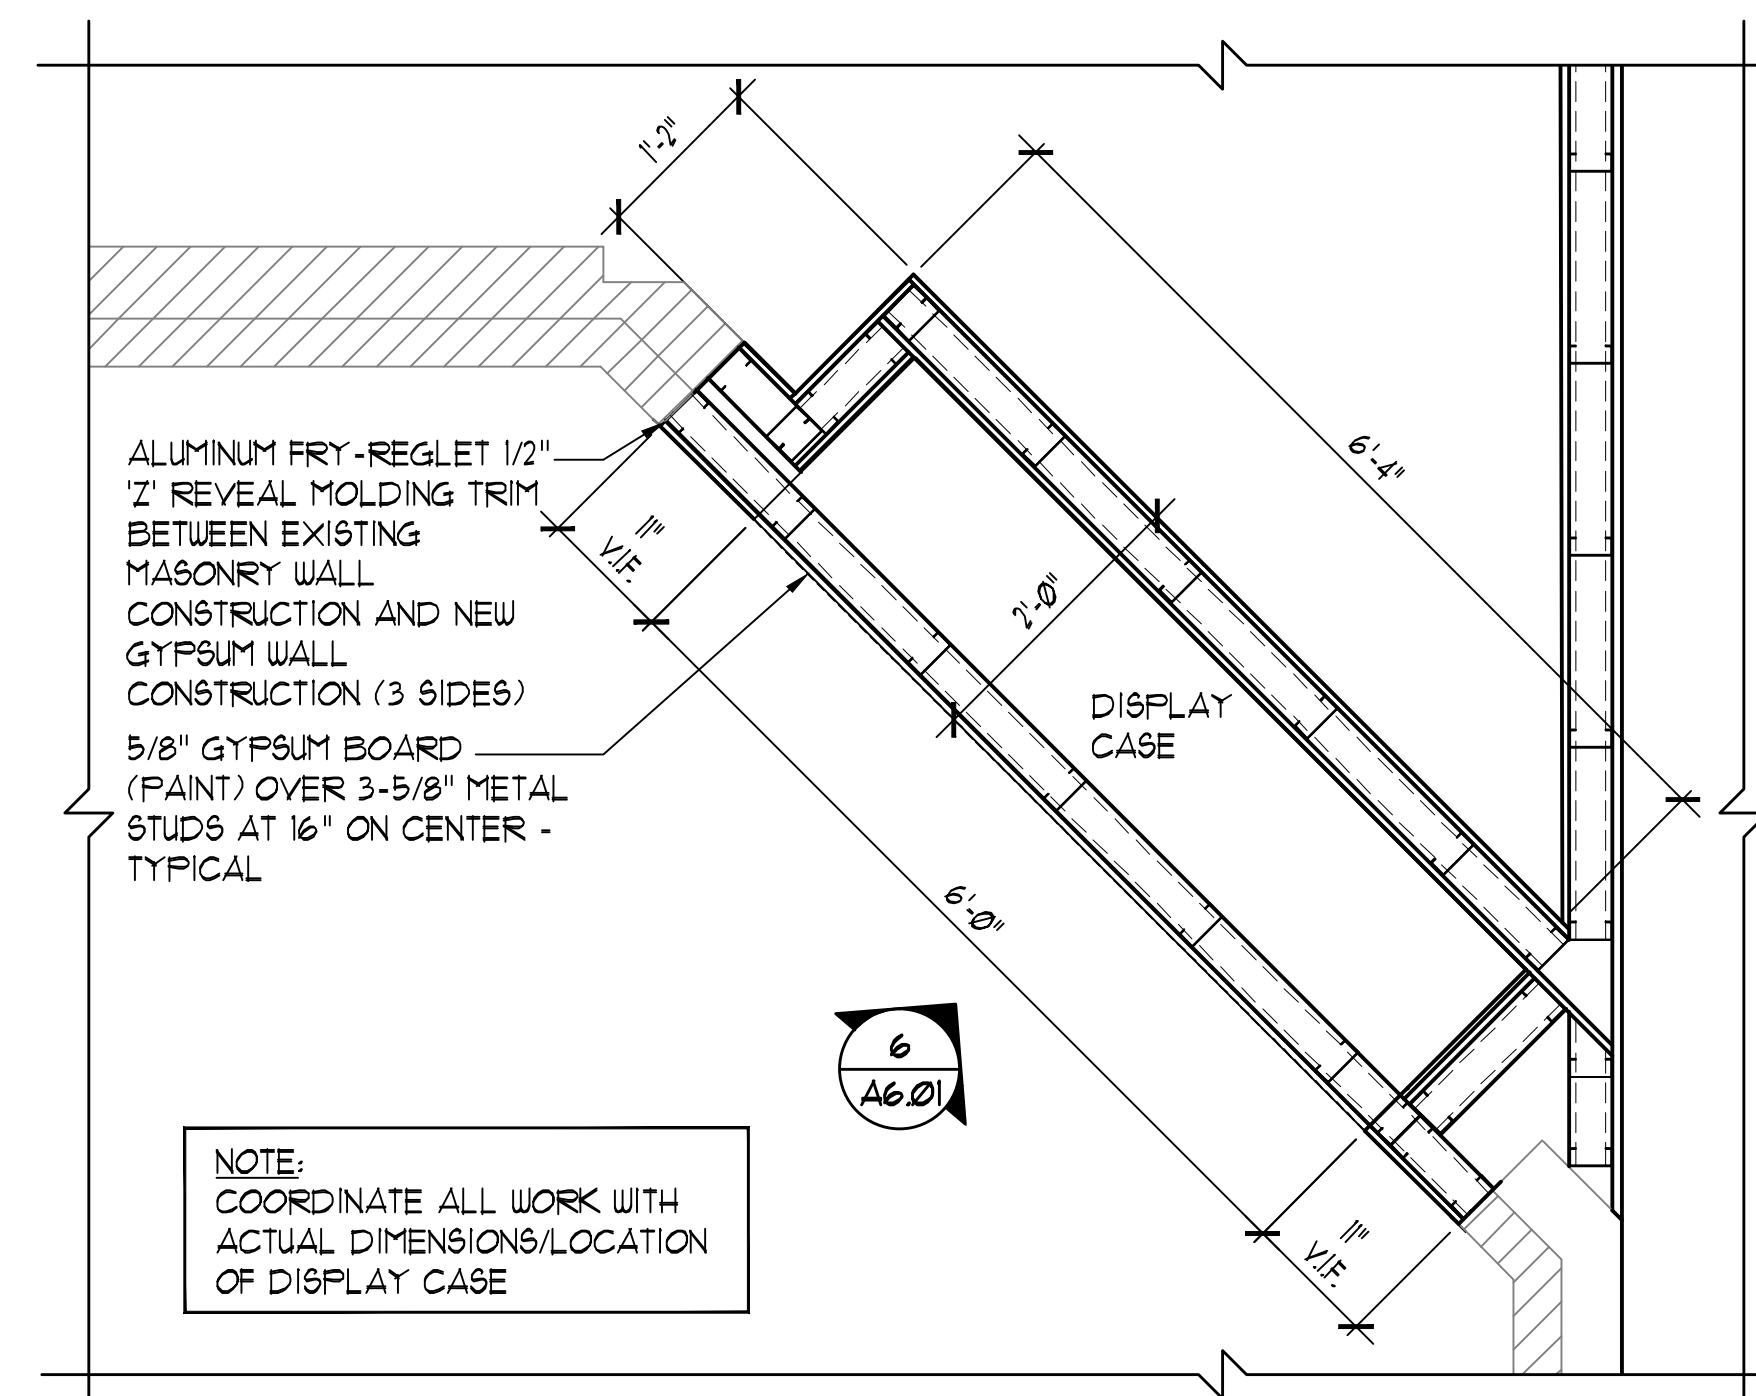 1'-2"
ALUMINUM FRY-REGLET 1/2"
'Z' REVEAL MOLDING TRIM
BETWEEN EXISTING
MASONRY WALL
CONSTRUCTION AND NEW
GYPSUM WALL
CONSTRUCTION (3 SIDES)
5/8" GYPSUM BOARD
(PAINT) OVER 3-5/8" METAL
STUDS AT 16" ON CENTER -
TYPICAL
11"
V.I.F.
6'-4"
2'-0"
DISPLAY
CASE
6'-0"
6
A6.01
11"
V.I.F.
NOTE:
COORDINATE ALL WORK WITH
ACTUAL DIMENSIONS/LOCATION
OF DISPLAY CASE